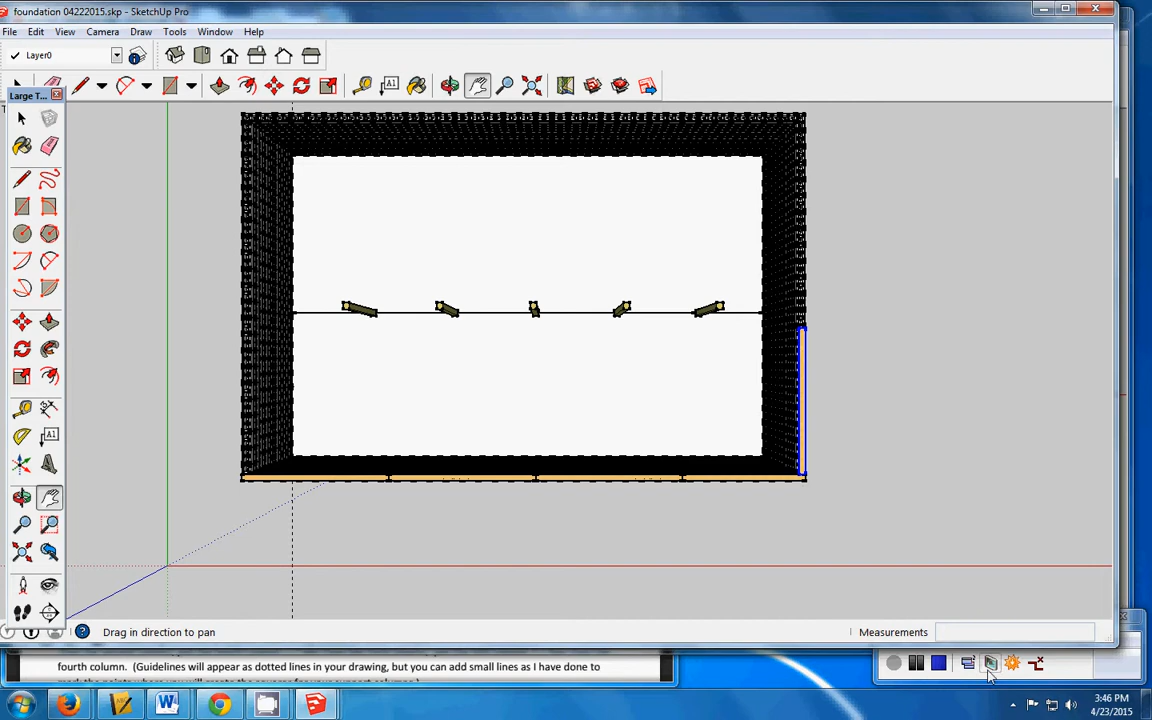 foundation 04222015.skp - SketchUp Pro
File Edit View Camera Draw Tools Window Help
Layer0
A1
Large T...
A1
Drag in direction to pan
Measurements
fourth column. (Guidelines will appear as dotted lines in your drawing, but you can add small lines as I have done to
3:46 PM
4/23/2015